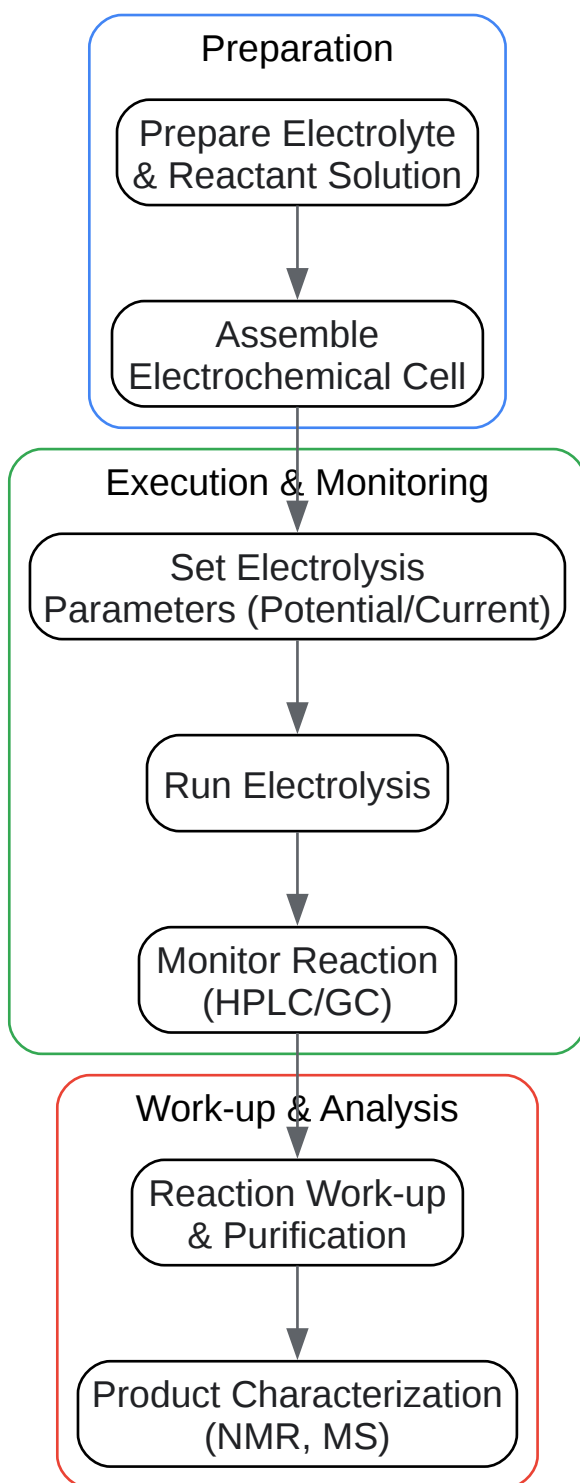 Preparation
Prepare Electrolyte
& Reactant Solution
Assemble
Electrochemical Cell
Execution & Monitoring
Set Electrolysis
Parameters (Potential/Current)
Run Electrolysis
Monitor Reaction
(HPLC/GC)
Work-up & Analysis
Reaction Work-up
& Purification
Product Characterization
(NMR, MS)